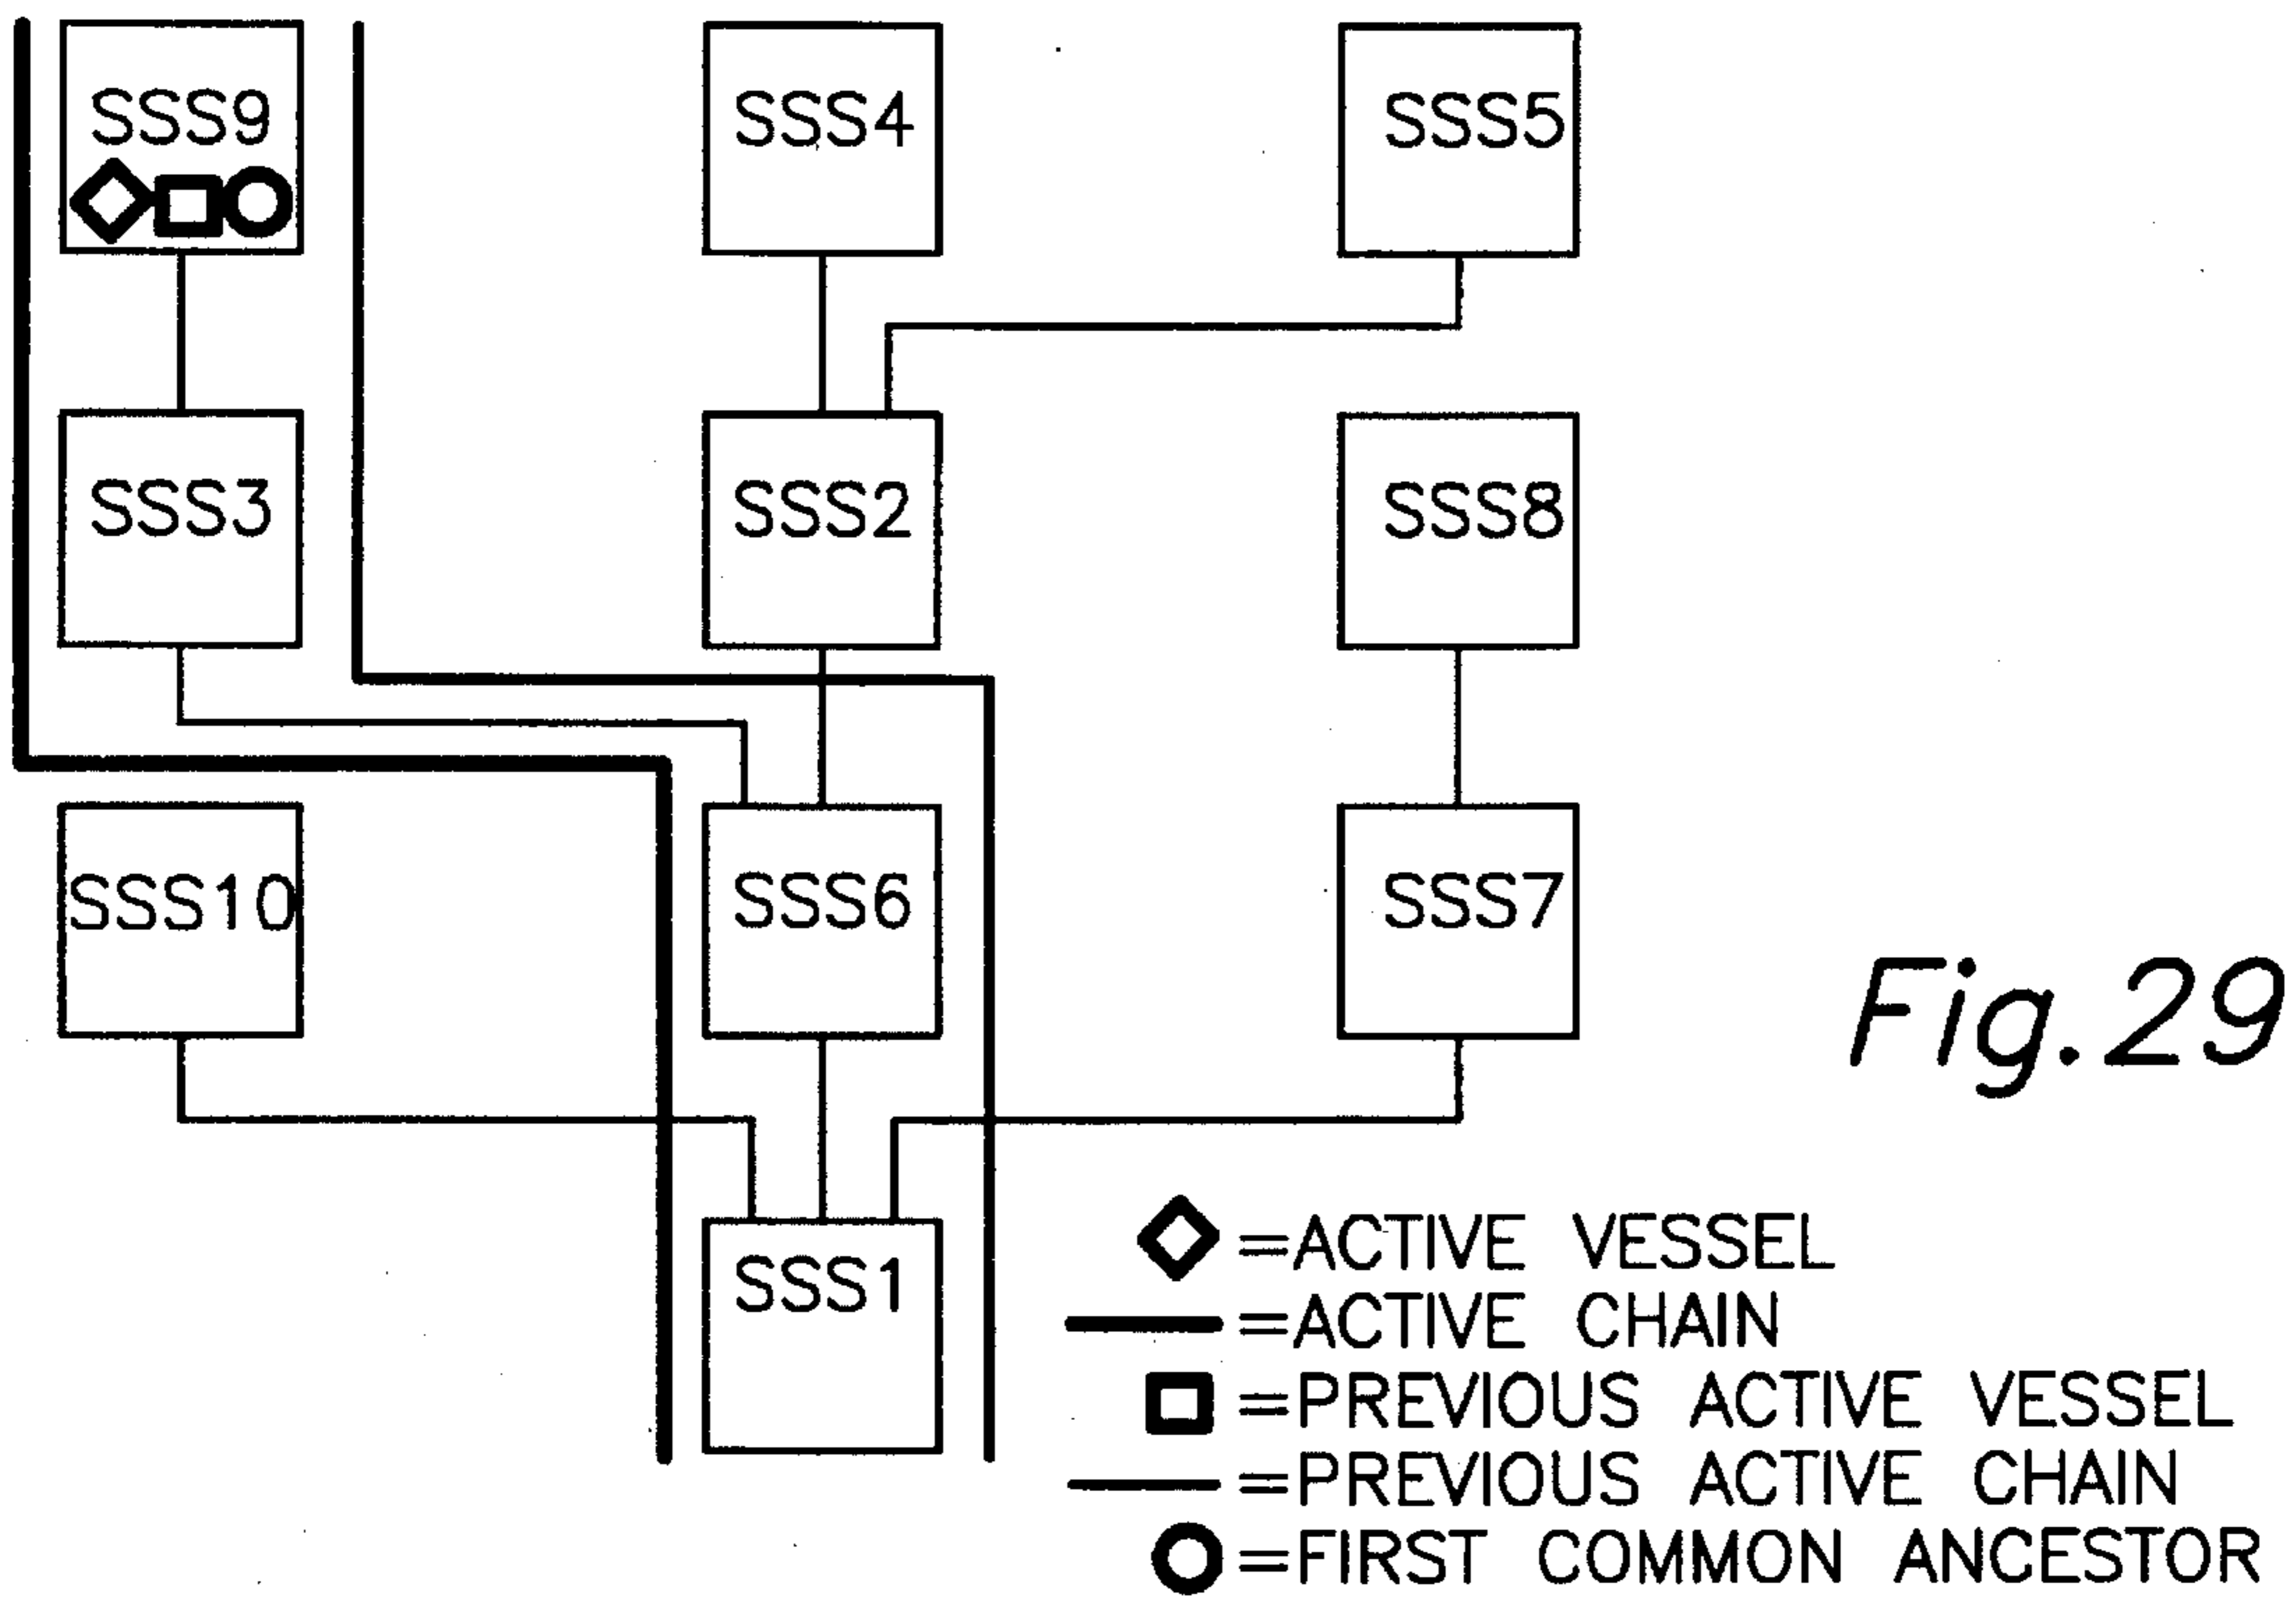 SSS9
SSS4
SSS5
SSS3
SSS2
SSS8
SSS10
SSS6
SSS7
Fig.29
SSS1
=ACTIVE VESSEL
=ACTIVE CHAIN
=PREVIOUS ACTIVE VESSEL
=PREVIOUS ACTIVE CHAIN
=FIRST COMMON ANCESTOR